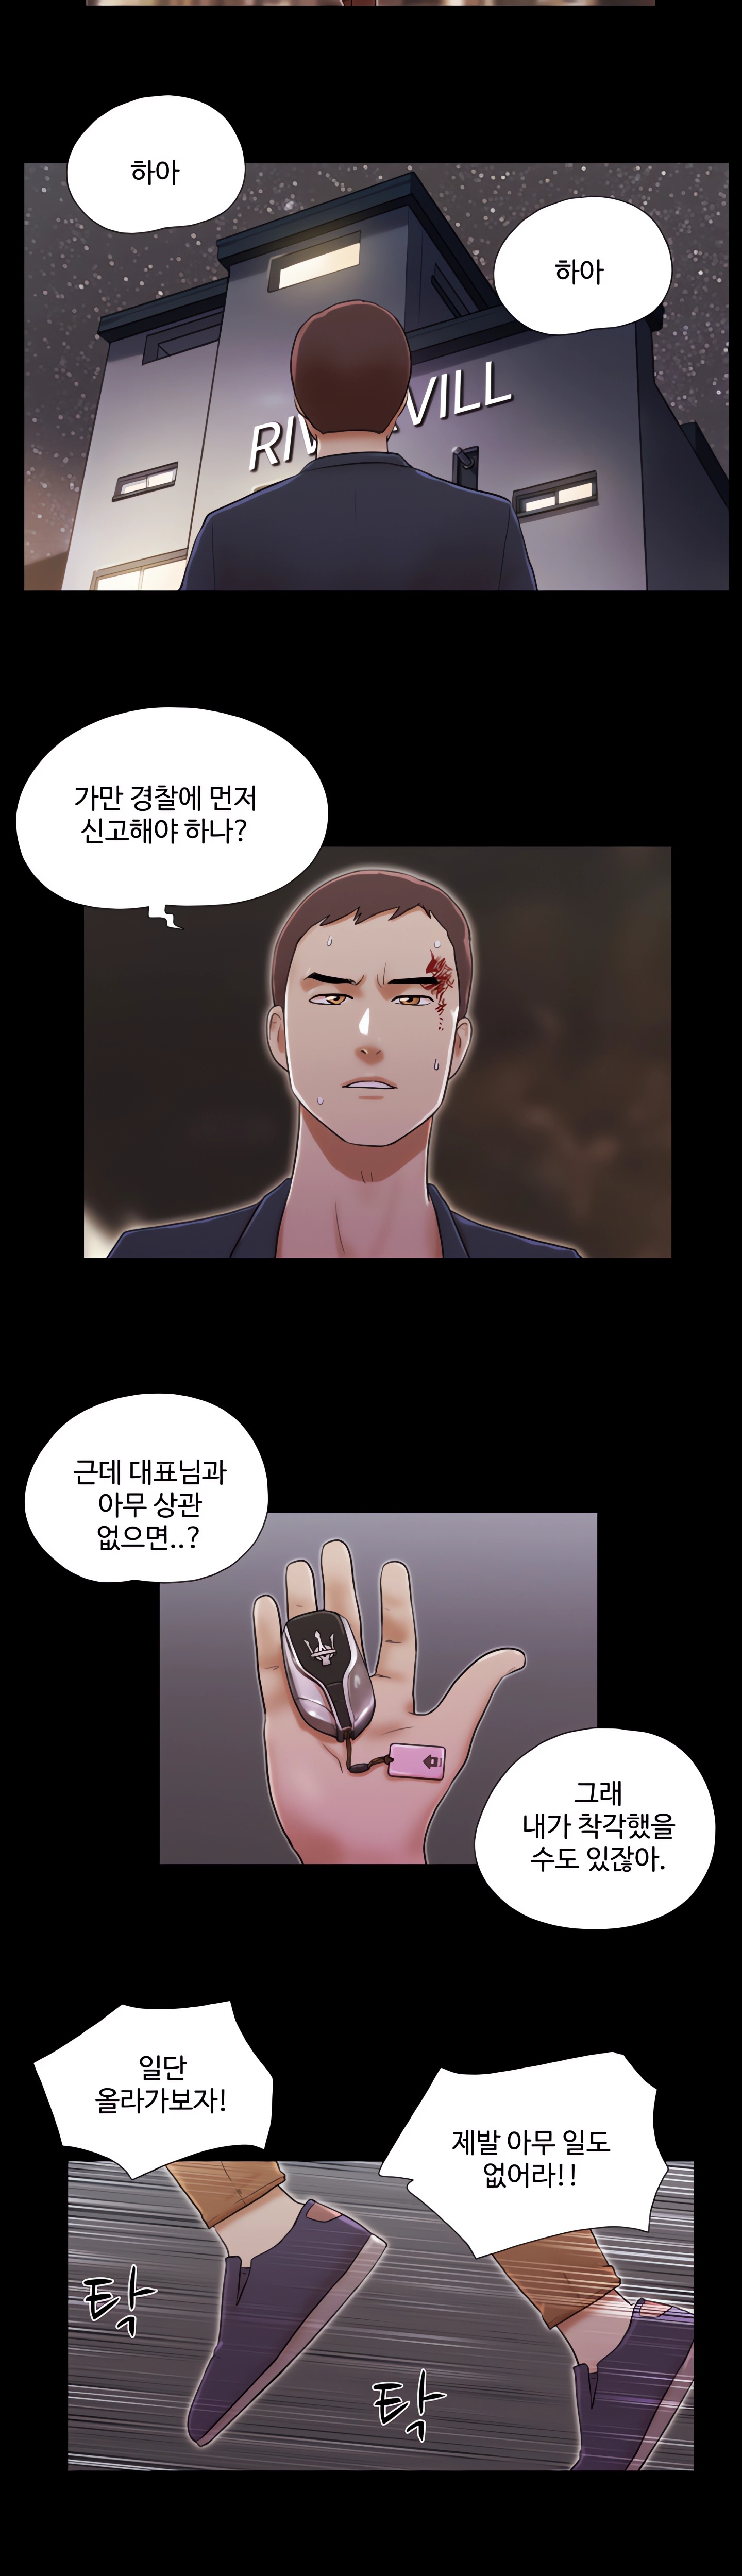 하아
하아
RIV VILL
가만 경찰에 먼저
신고해야 하나?
근데 대표님과
아무 상관
없으면..?
그래
내가 착각했을
수도 있잖아.
일단
올라가보자!
제발 아무 일도
없어라!!
탁
탁